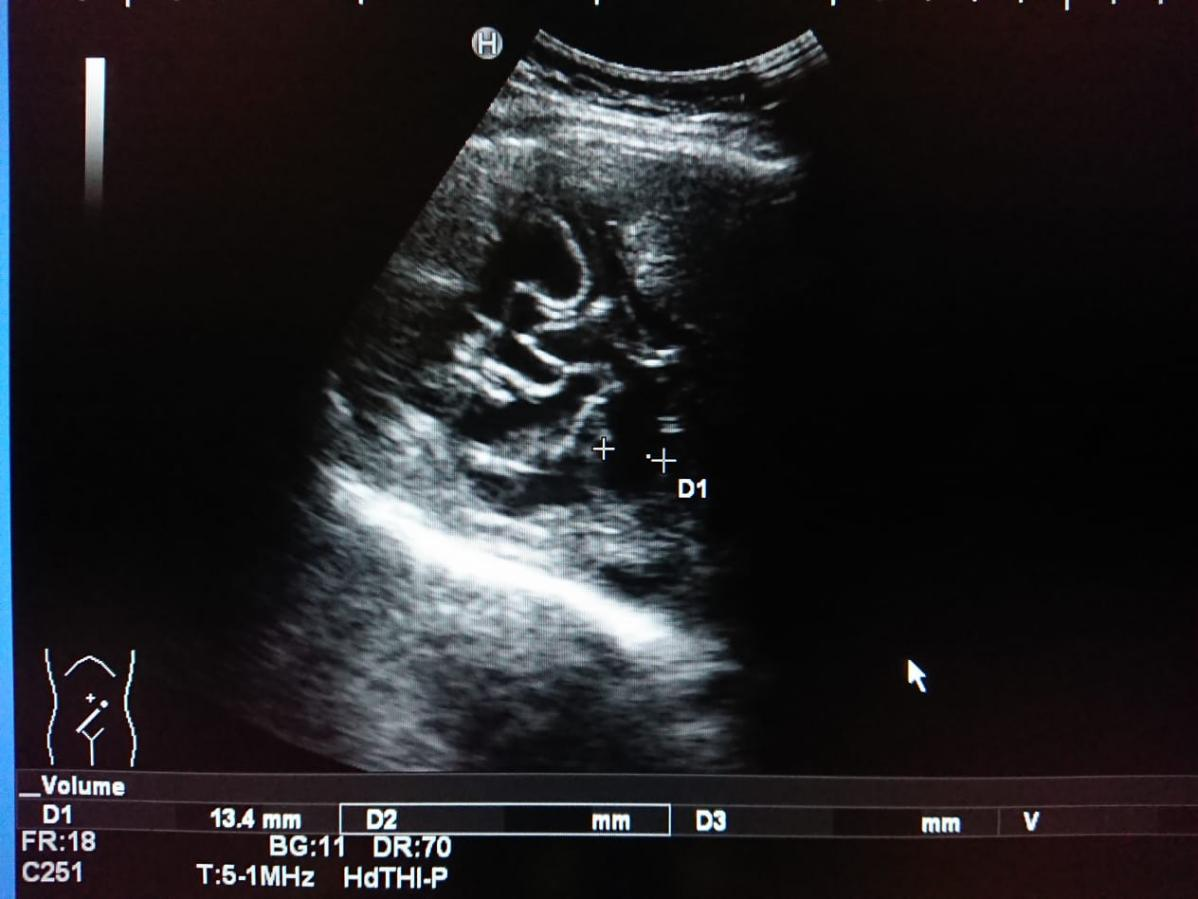 H
D1
_Volume
D1 13.4 mm D2 mm D3 mm V
FR:18 BG:11 DR:70
C251 T:5-1MHz HdTHI-P